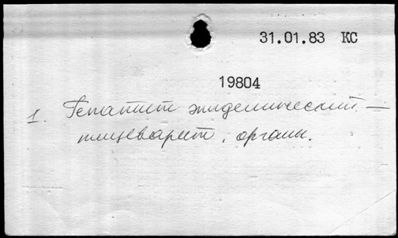 31.01.83 КС
19804
1. Гепатит эпидемический —
пищеварит. органы.